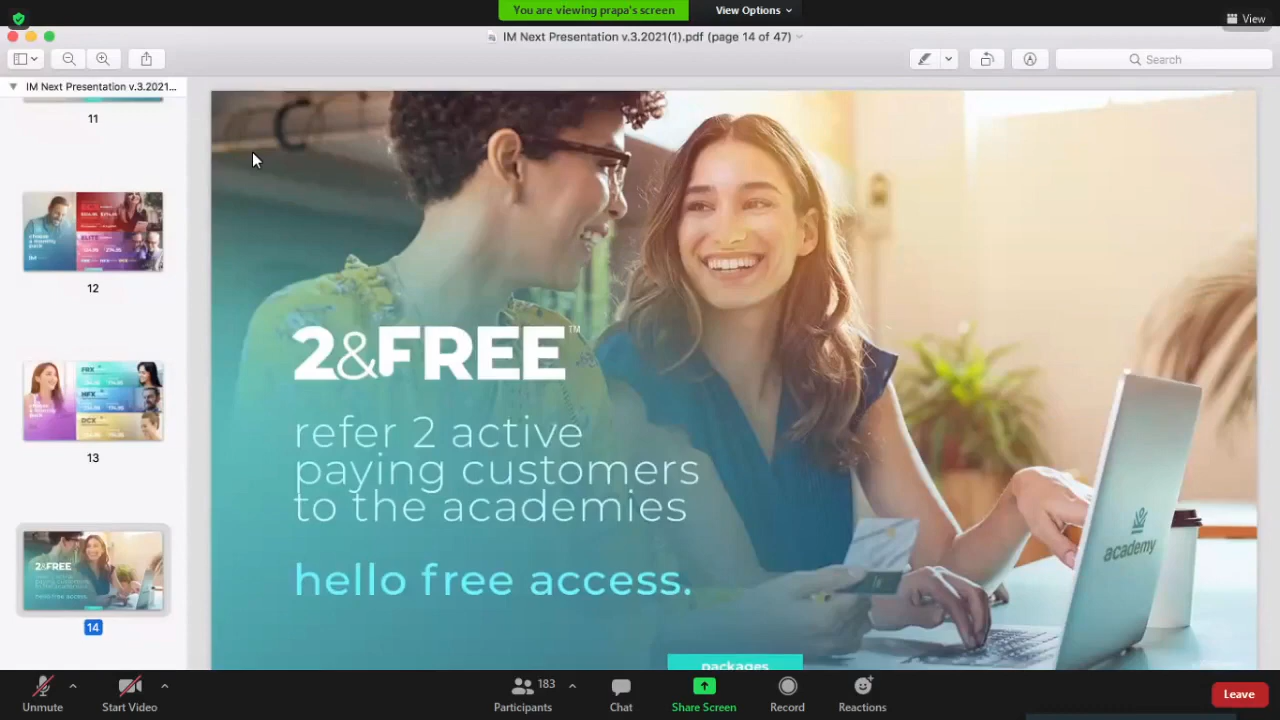 You are viewing prapa's screen
View Options
View
IM Next Presentation v.3.2021(1).pdf (page 14 of 47)
Search
IM Next Presentation v.3.2021...
11
12
13
14
2&FREE™
refer 2 active
paying customers
to the academies
hello free access.
academy
packages
Unmute
Start Video
183
Participants
Chat
Share Screen
Record
Reactions
Leave